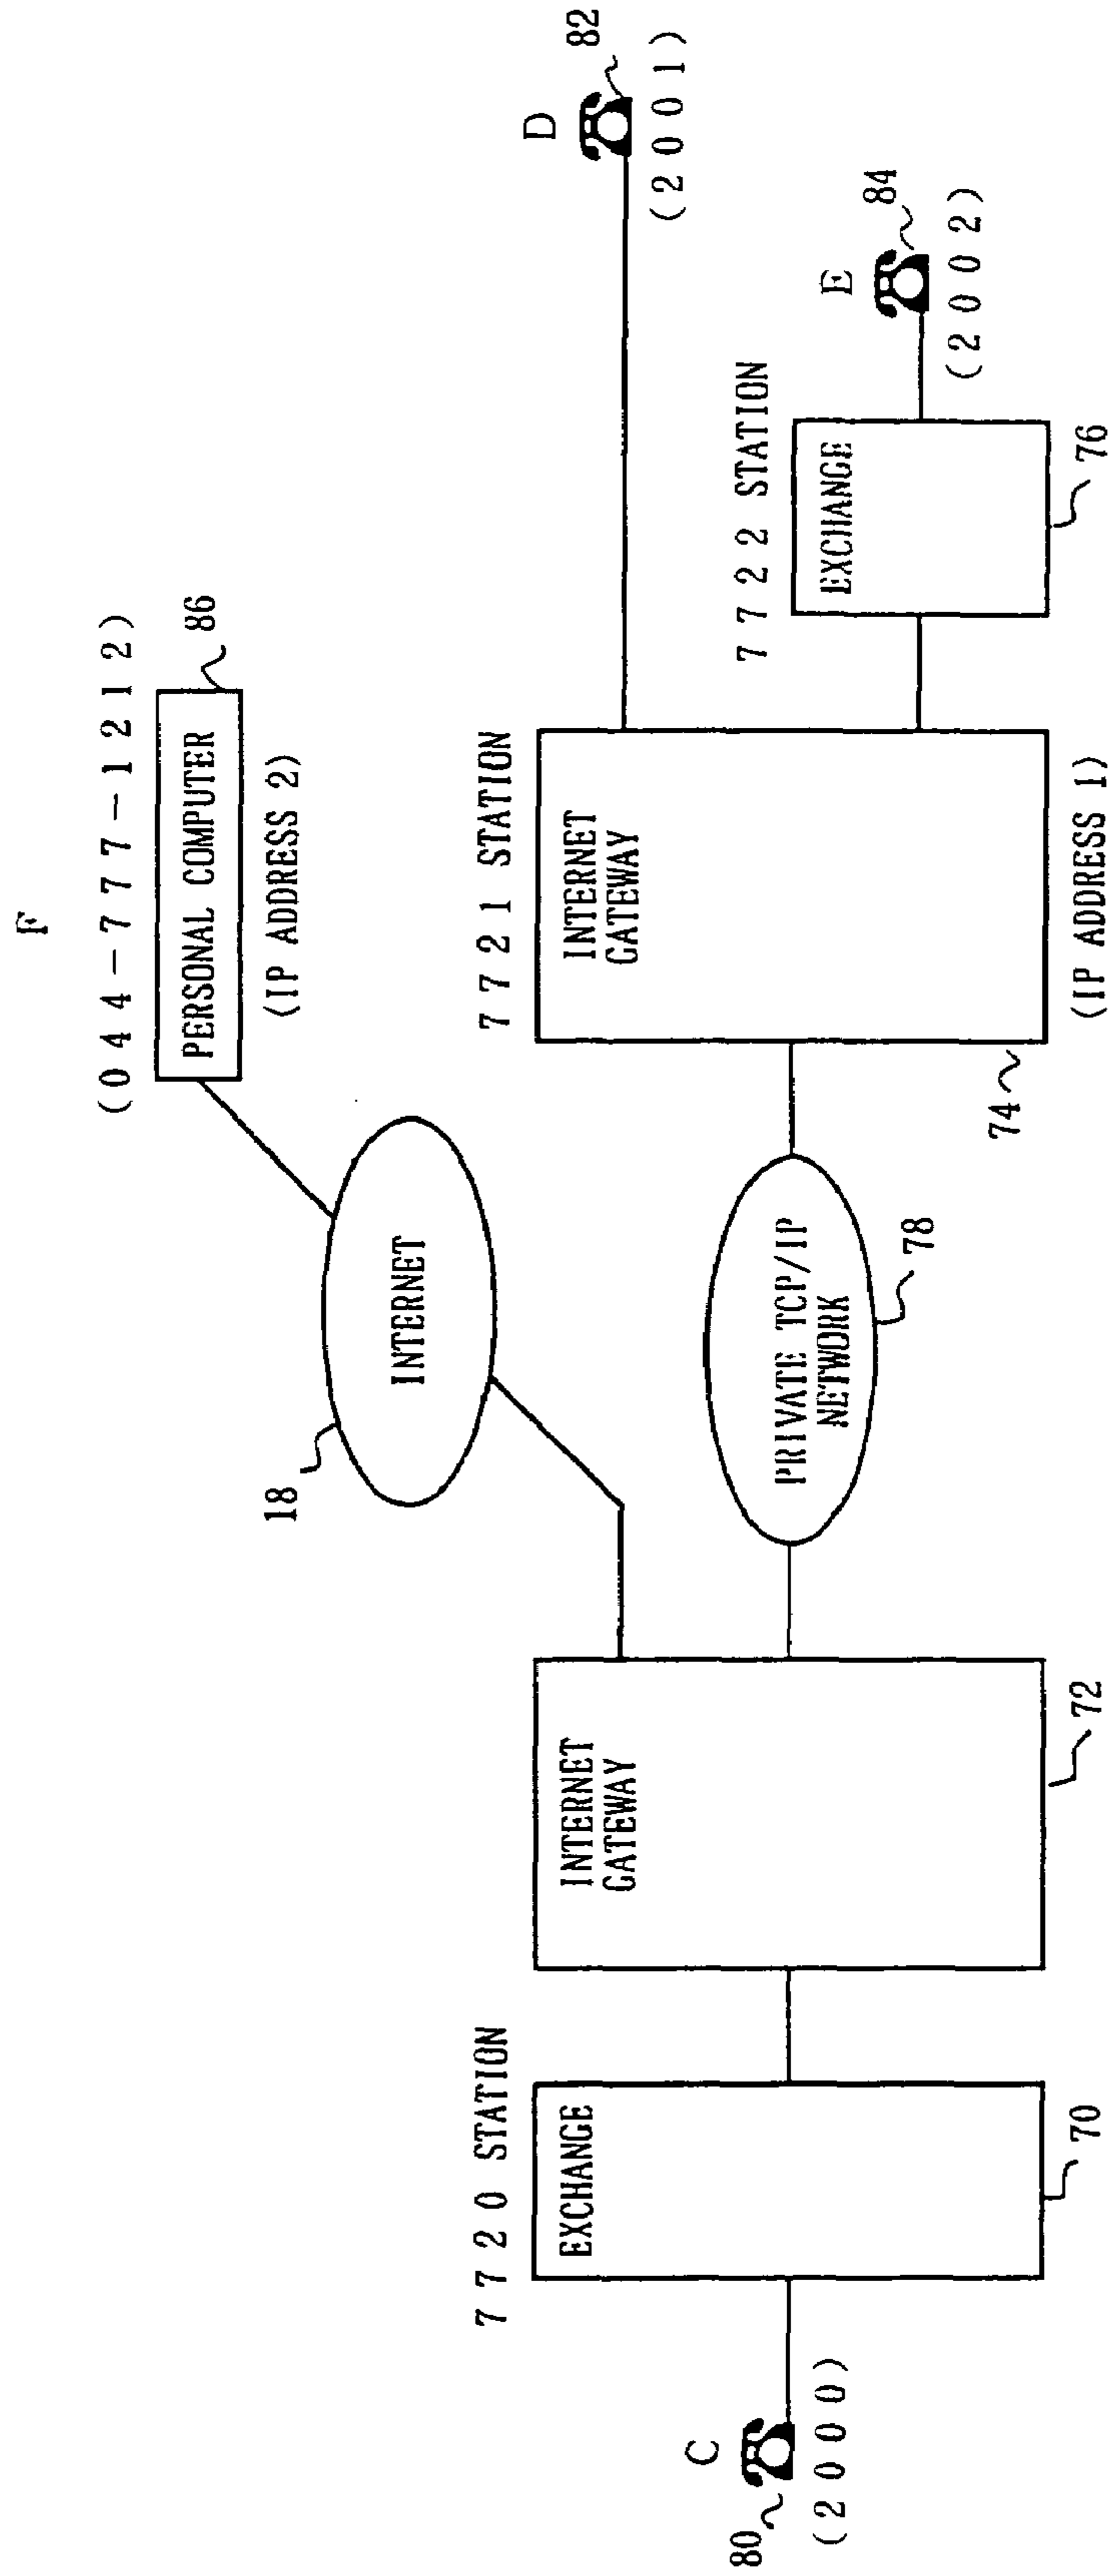 F
(044-777-1212)
PERSONAL COMPUTER
86
(IP ADDRESS 2)
18
INTERNET
D
82
(2001)
7720 STATION
EXCHANGE
70
C
80
(2000)
INTERNET
GATEWAY
72
PRIVATE TCP/IP
NETWORK
78
7721 STATION
INTERNET
GATEWAY
74
(IP ADDRESS 1)
7722 STATION
EXCHANGE
76
E
84
(2002)